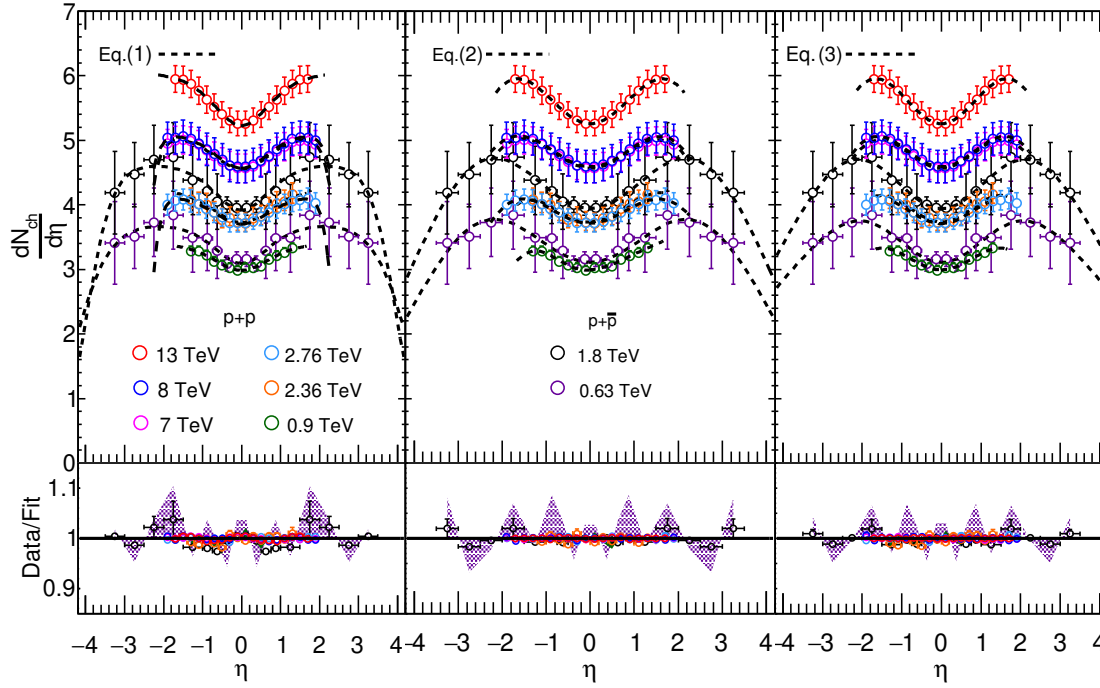 7
6
5
4
3
2
1
0
dN_ch
dη
Eq.(1)
Eq.(2)
Eq.(3)
p+p
13 TeV
8 TeV
7 TeV
2.76 TeV
2.36 TeV
0.9 TeV
p+p̅
1.8 TeV
0.63 TeV
1.1
1
0.9
Data/Fit
−4 −3 −2 −1 0 1 2 3 4
−3 −2 −1 0 1 2 3 4
−3 −2 −1 0 1 2 3 4
η
η
η